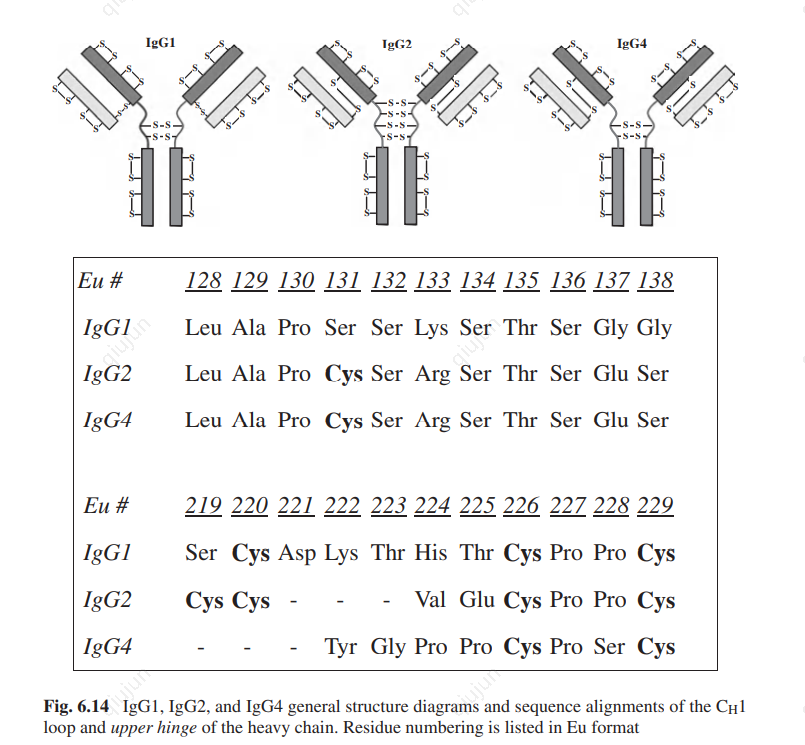 IgG1 IgG2 IgG4
-S-S- -S-S- -S-S-
-S-S- -S-S- -S-S-
-S-S-
-S-S-
Eu # 128 129 130 131 132 133 134 135 136 137 138
IgG1 Leu Ala Pro Ser Ser Lys Ser Thr Ser Gly Gly
IgG2 Leu Ala Pro Cys Ser Arg Ser Thr Ser Glu Ser
IgG4 Leu Ala Pro Cys Ser Arg Ser Thr Ser Glu Ser
Eu # 219 220 221 222 223 224 225 226 227 228 229
IgG1 Ser Cys Asp Lys Thr His Thr Cys Pro Pro Cys
IgG2 Cys Cys - - - Val Glu Cys Pro Pro Cys
IgG4 - - - Tyr Gly Pro Pro Cys Pro Ser Cys
Fig. 6.14 IgG1, IgG2, and IgG4 general structure diagrams and sequence alignments of the CH1
loop and upper hinge of the heavy chain. Residue numbering is listed in Eu format
qiujun